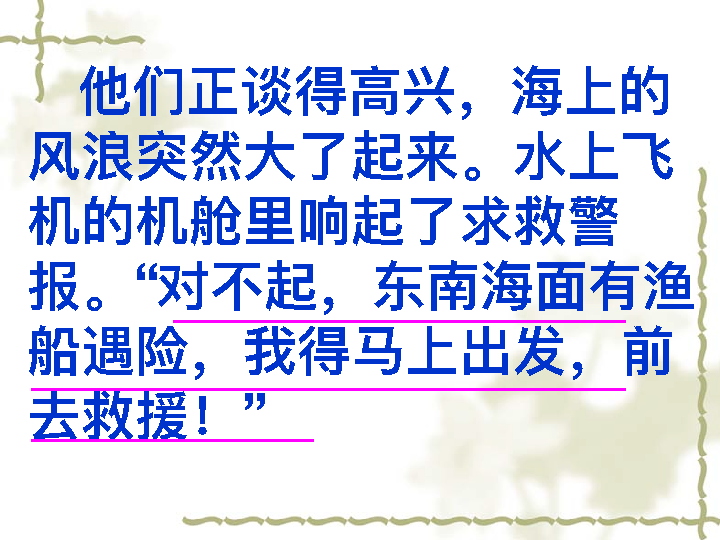 他们正谈得高兴，海上的
风浪突然大了起来。水上飞
机的机舱里响起了求救警
报。“对不起，东南海面有渔
船遇险，我得马上出发，前
去救援！”